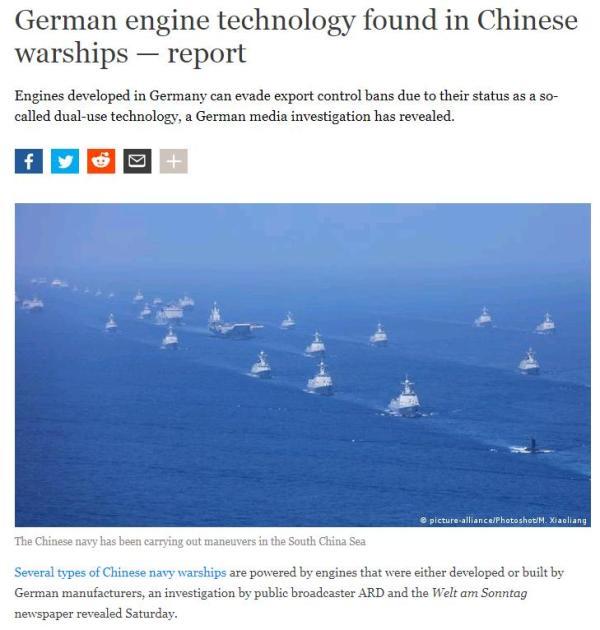 German engine technology found in Chinese
warships — report
Engines developed in Germany can evade export control bans due to their status as a so-
called dual-use technology, a German media investigation has revealed.
© picture-alliance/Photoshot/M. Xiaoliang
The Chinese navy has been carrying out maneuvers in the South China Sea
Several types of Chinese navy warships are powered by engines that were either developed or built by
German manufacturers, an investigation by public broadcaster ARD and the Welt am Sonntag
newspaper revealed Saturday.